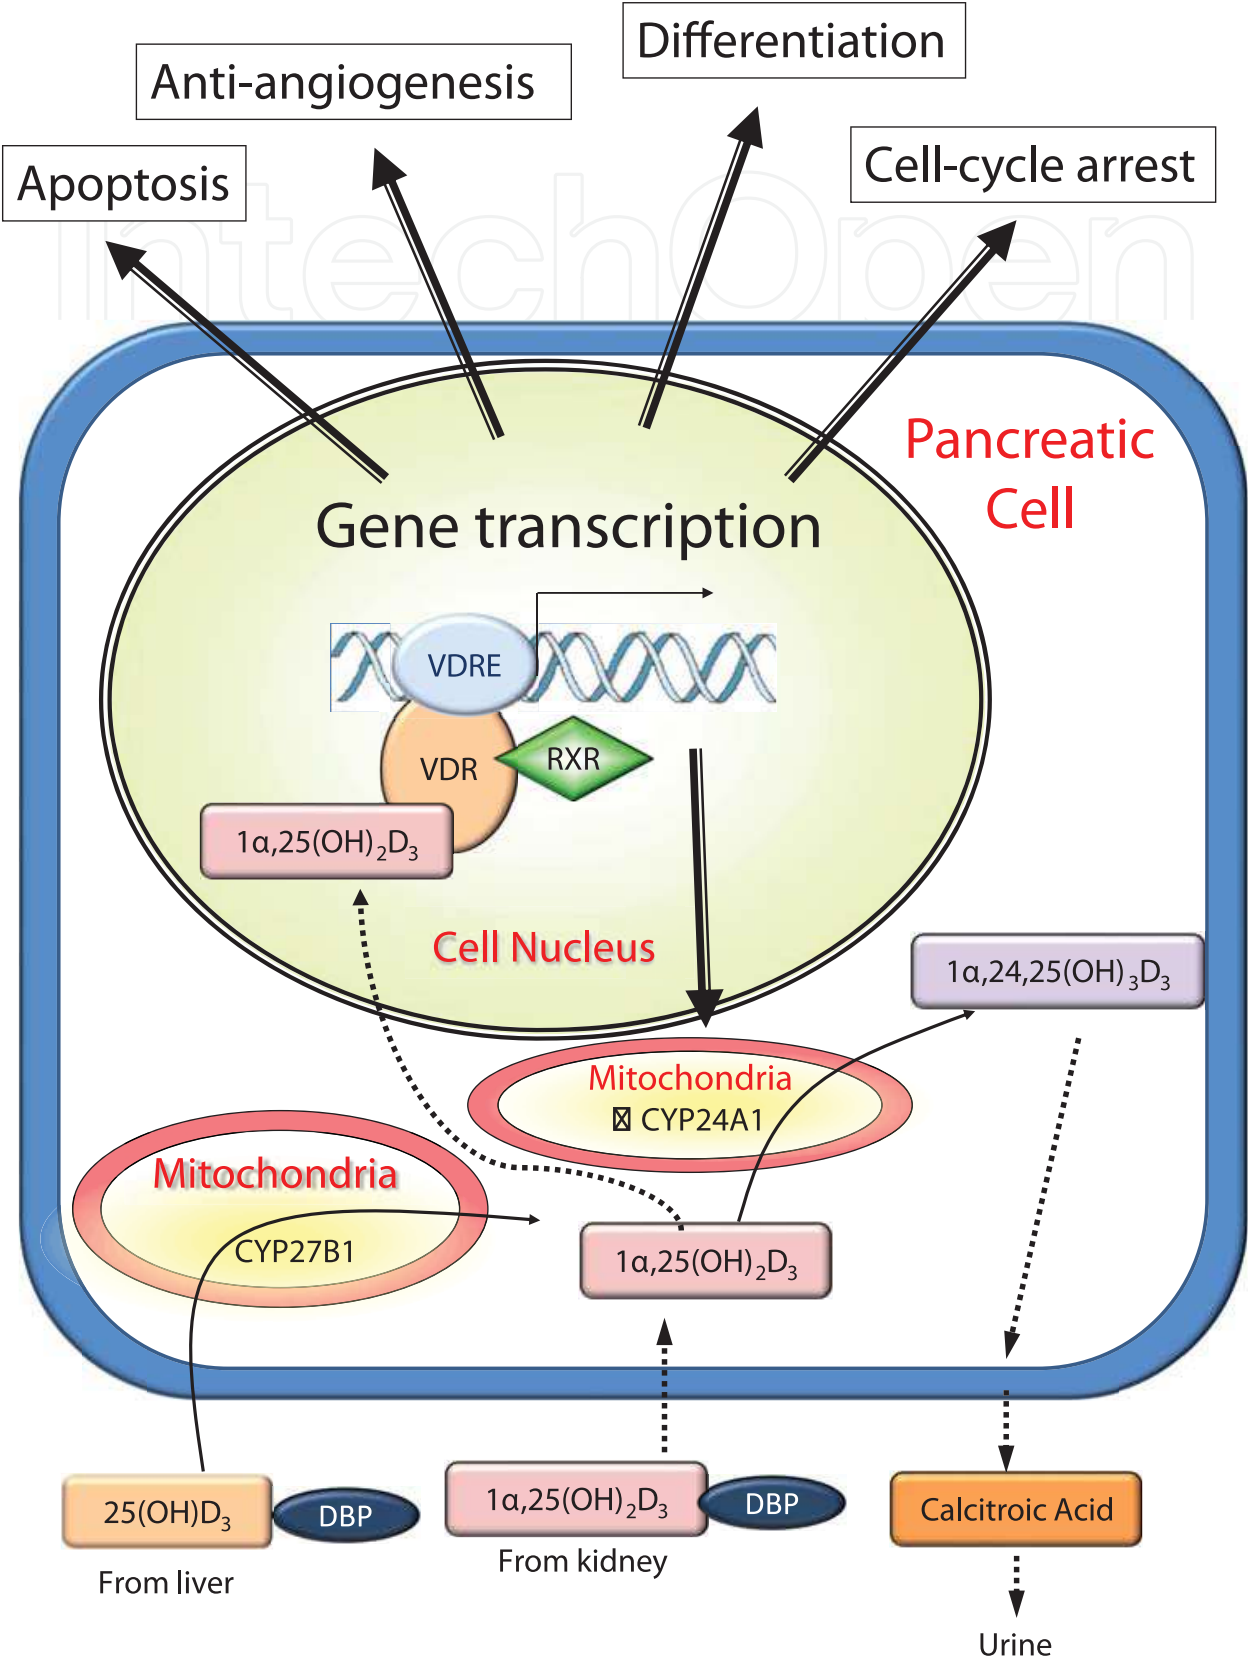 Differentiation
Anti-angiogenesis
Cell-cycle arrest
Apoptosis
IntechOpen
Pancreatic
Cell
Gene transcription
VDRE
VDR
RXR
1α,25(OH)₂D₃
Cell Nucleus
1α,24,25(OH)₃D₃
Mitochondria
CYP24A1
Mitochondria
CYP27B1
1α,25(OH)₂D₃
25(OH)D₃
DBP
From liver
1α,25(OH)₂D₃
DBP
From kidney
Calcitroic Acid
Urine